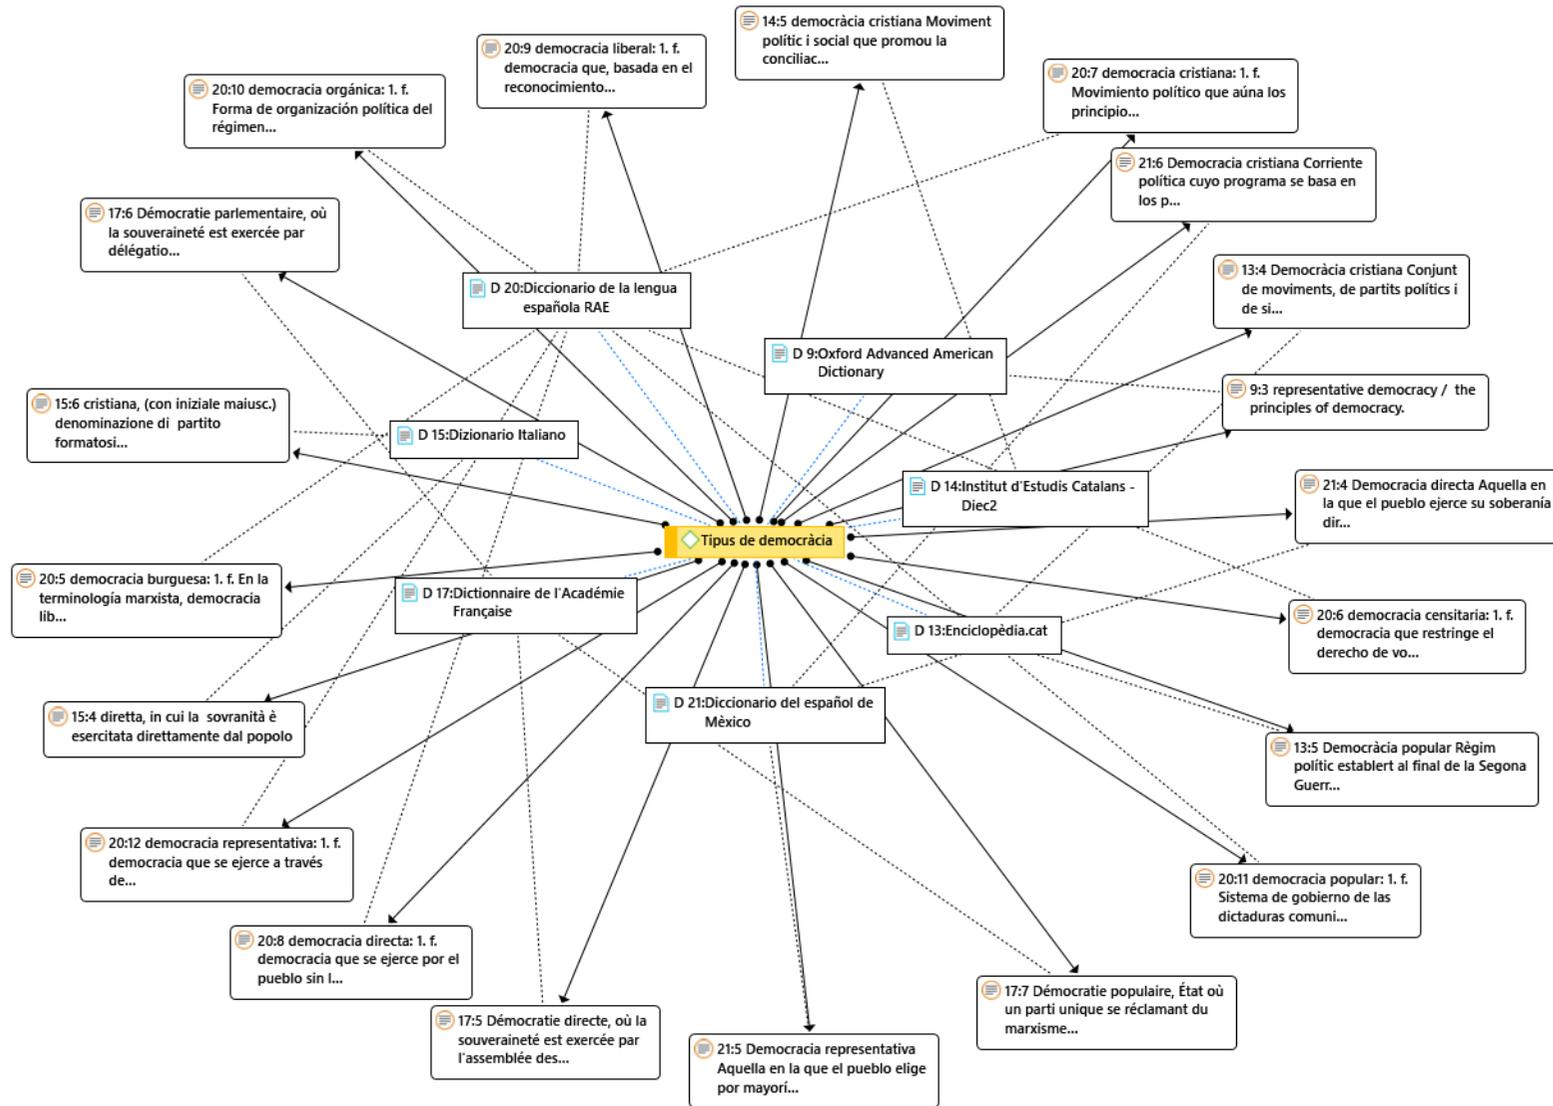 14:5 democràcia cristiana Moviment
polític i social que promou la
conciliac...
20:9 democracia liberal: 1. f.
democracia que, basada en el
reconocimiento...
20:7 democracia cristiana: 1. f.
Movimiento político que aúna los
principio...
20:10 democracia orgánica: 1. f.
Forma de organización política del
régimen...
21:6 Democracia cristiana Corriente
política cuyo programa se basa en
los p...
17:6 Démocratie parlementaire, où
la souveraineté est exercée par
délégatio...
13:4 Democràcia cristiana Conjunt
de moviments, de partits polítics i
de si...
D 20:Diccionario de la lengua
española RAE
D 9:Oxford Advanced American
Dictionary
9:3 representative democracy / the
principles of democracy.
15:6 cristiana, (con iniziale maiusc.)
denominazione di partito
formatosi...
D 15:Dizionario Italiano
D 14:Institut d'Estudis Catalans -
Diec2
21:4 Democracia directa Aquella en
la que el pueblo ejerce su soberanía
dir...
Tipus de democràcia
20:5 democracia burguesa: 1. f. En la
terminología marxista, democracia
lib...
D 17:Dictionnaire de l'Académie
Française
20:6 democracia censitaria: 1. f.
democracia que restringe el
derecho de vo...
D 13:Enciclopèdia.cat
D 21:Diccionario del español de
Mèxico
15:4 diretta, in cui la sovranità è
esercitata direttamente dal popolo
13:5 Democràcia popular Règim
polític establert al final de la Segona
Guerr...
20:12 democracia representativa: 1. f.
democracia que se ejerce a través
de...
20:11 democracia popular: 1. f.
Sistema de gobierno de las
dictaduras comuni...
20:8 democracia directa: 1. f.
democracia que se ejerce por el
pueblo sin l...
17:7 Démocratie populaire, État où
un parti unique se réclamant du
marxisme...
17:5 Démocratie directe, où la
souveraineté est exercée par
l'assemblée des...
21:5 Democracia representativa
Aquella en la que el pueblo elige
por mayorí...